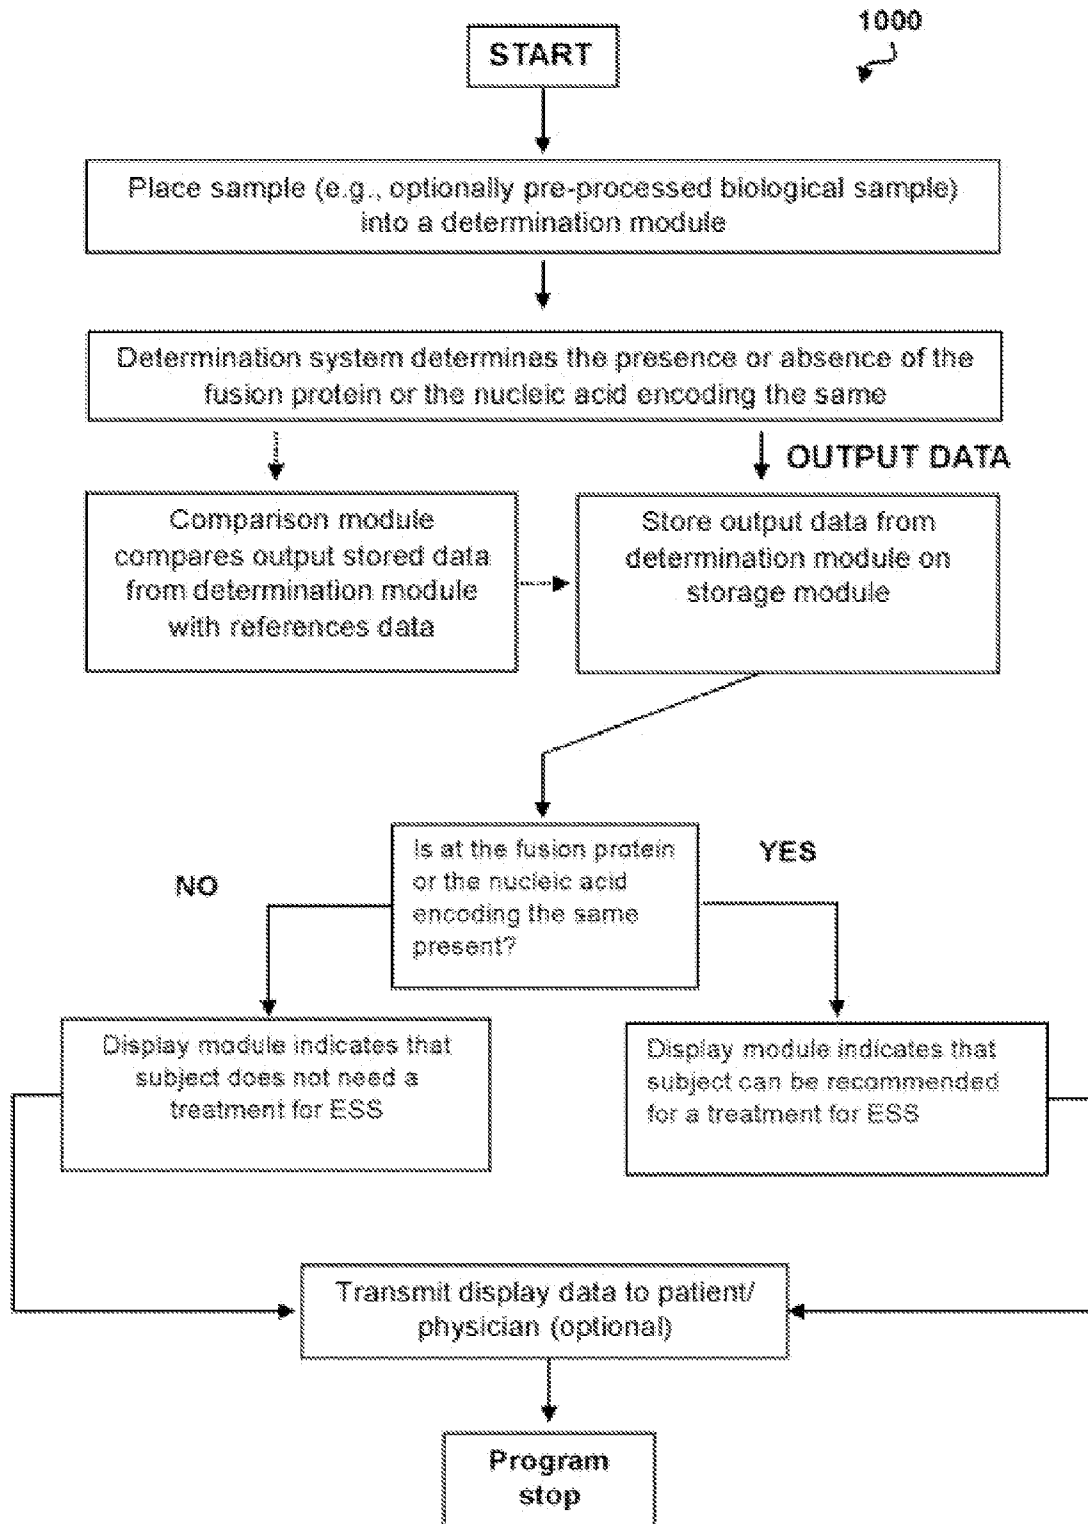 1000
START
Place sample (e.g., optionally pre-processed biological sample)
into a determination module
Determination system determines the presence or absence of the
fusion protein or the nucleic acid encoding the same
OUTPUT DATA
Comparison module
compares output stored data
from determination module
with references data
Store output data from
determination module on
storage module
Is at the fusion protein
or the nucleic acid
encoding the same
present?
NO
YES
Display module indicates that
subject does not need a
treatment for ESS
Display module indicates that
subject can be recommended
for a treatment for ESS
Transmit display data to patient/
physician (optional)
Program
stop